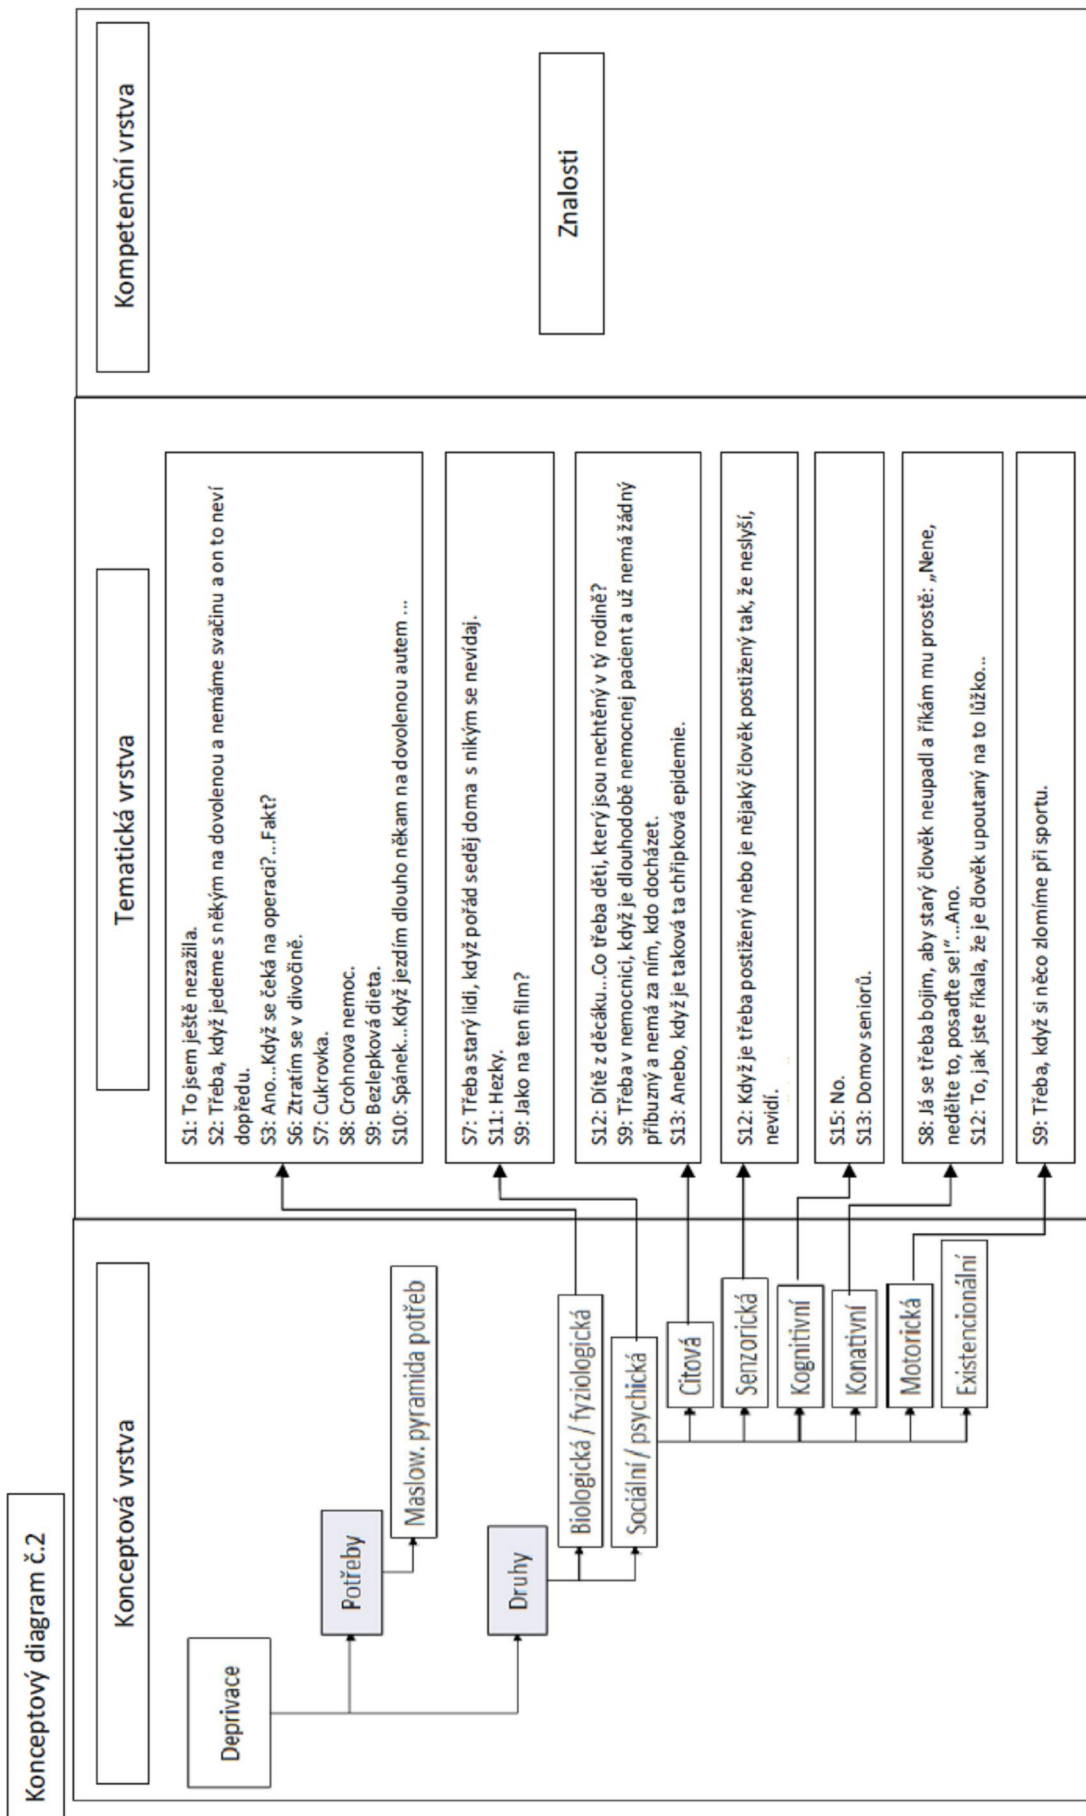 Konceptový diagram č.2
Konceptová vrstva
Tematická vrstva
Kompetenční vrstva
Deprivace
Potřeby
Maslow. pyramida potřeb
Druhy
Biologická / fyziologická
Sociální / psychická
Citová
Senzorická
Kognitivní
Konativní
Motorická
Existencionální
S1: To jsem ještě nezažila.
S2: Třeba, když jedeme s někým na dovolenou a nemáme svačinu a on to neví
dopředu.
S3: Ano...Když se čeká na operaci?...Fakt?
S6: Ztratím se v divočině.
S7: Cukrovka.
S8: Crohnova nemoc.
S9: Bezlepková dieta.
S10: Spánek...Když jezdím dlouho někam na dovolenou autem ...
S7: Třeba starý lidi, když pořád seděj doma s nikým se nevídaj.
S11: Hezky.
S9: Jako na ten film?
S12: Dítě z děcáku...Co třeba děti, který jsou nechtěný v tý rodině?
S9: Třeba v nemocnici, když je dlouhodobě nemocnej pacient a už nemá žádný
příbuzný a nemá za ním, kdo docházet.
S13: Anebo, když je taková ta chřipková epidemie.
S12: Když je třeba postižený nebo je nějaký člověk postižený tak, že neslyší,
nevidí.
S15: No.
S13: Domov seniorů.
S8: Já se třeba bojim, aby starý člověk neupadl a říkám mu prostě: „Nene,
nedělte to, posaďte se!“...Ano.
S12: To, jak jste říkala, že je člověk upoutaný na to lůžko...
S9: Třeba, když si něco zlomíme při sportu.
Znalosti